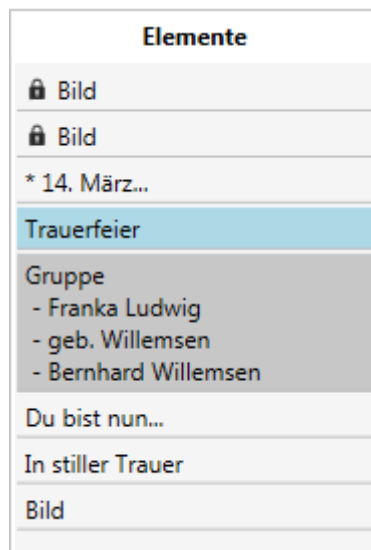 Elemente
Bild
Bild
* 14. März...
Trauerfeier
Gruppe
- Franka Ludwig
- geb. Willemsen
- Bernhard Willemsen
Du bist nun...
In stiller Trauer
Bild